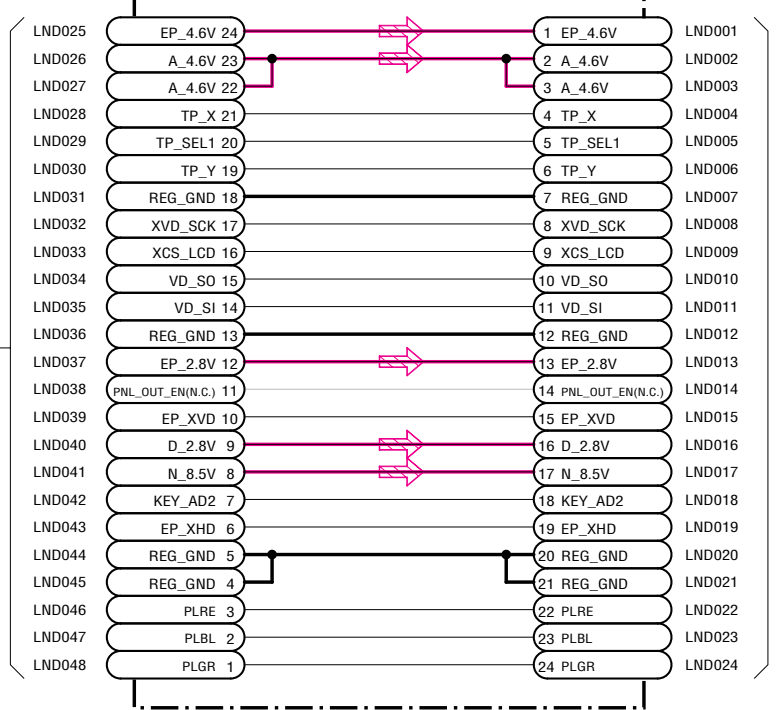 LND025 EP_4.6V 24 1 EP_4.6V LND001
LND026 A_4.6V 23 2 A_4.6V LND002
LND027 A_4.6V 22 3 A_4.6V LND003
LND028 TP_X 21 4 TP_X LND004
LND029 TP_SEL1 20 5 TP_SEL1 LND005
LND030 TP_Y 19 6 TP_Y LND006
LND031 REG_GND 18 7 REG_GND LND007
LND032 XVD_SCK 17 8 XVD_SCK LND008
LND033 XCS_LCD 16 9 XCS_LCD LND009
LND034 VD_SO 15 10 VD_SO LND010
LND035 VD_SI 14 11 VD_SI LND011
LND036 REG_GND 13 12 REG_GND LND012
LND037 EP_2.8V 12 13 EP_2.8V LND013
LND038 PNL_OUT_EN(N.C.) 11 14 PNL_OUT_EN(N.C.) LND014
LND039 EP_XVD 10 15 EP_XVD LND015
LND040 D_2.8V 9 16 D_2.8V LND016
LND041 N_8.5V 8 17 N_8.5V LND017
LND042 KEY_AD2 7 18 KEY_AD2 LND018
LND043 EP_XHD 6 19 EP_XHD LND019
LND044 REG_GND 5 20 REG_GND LND020
LND045 REG_GND 4 21 REG_GND LND021
LND046 PLRE 3 22 PLRE LND022
LND047 PLBL 2 23 PLBL LND023
LND048 PLGR 1 24 PLGR LND024